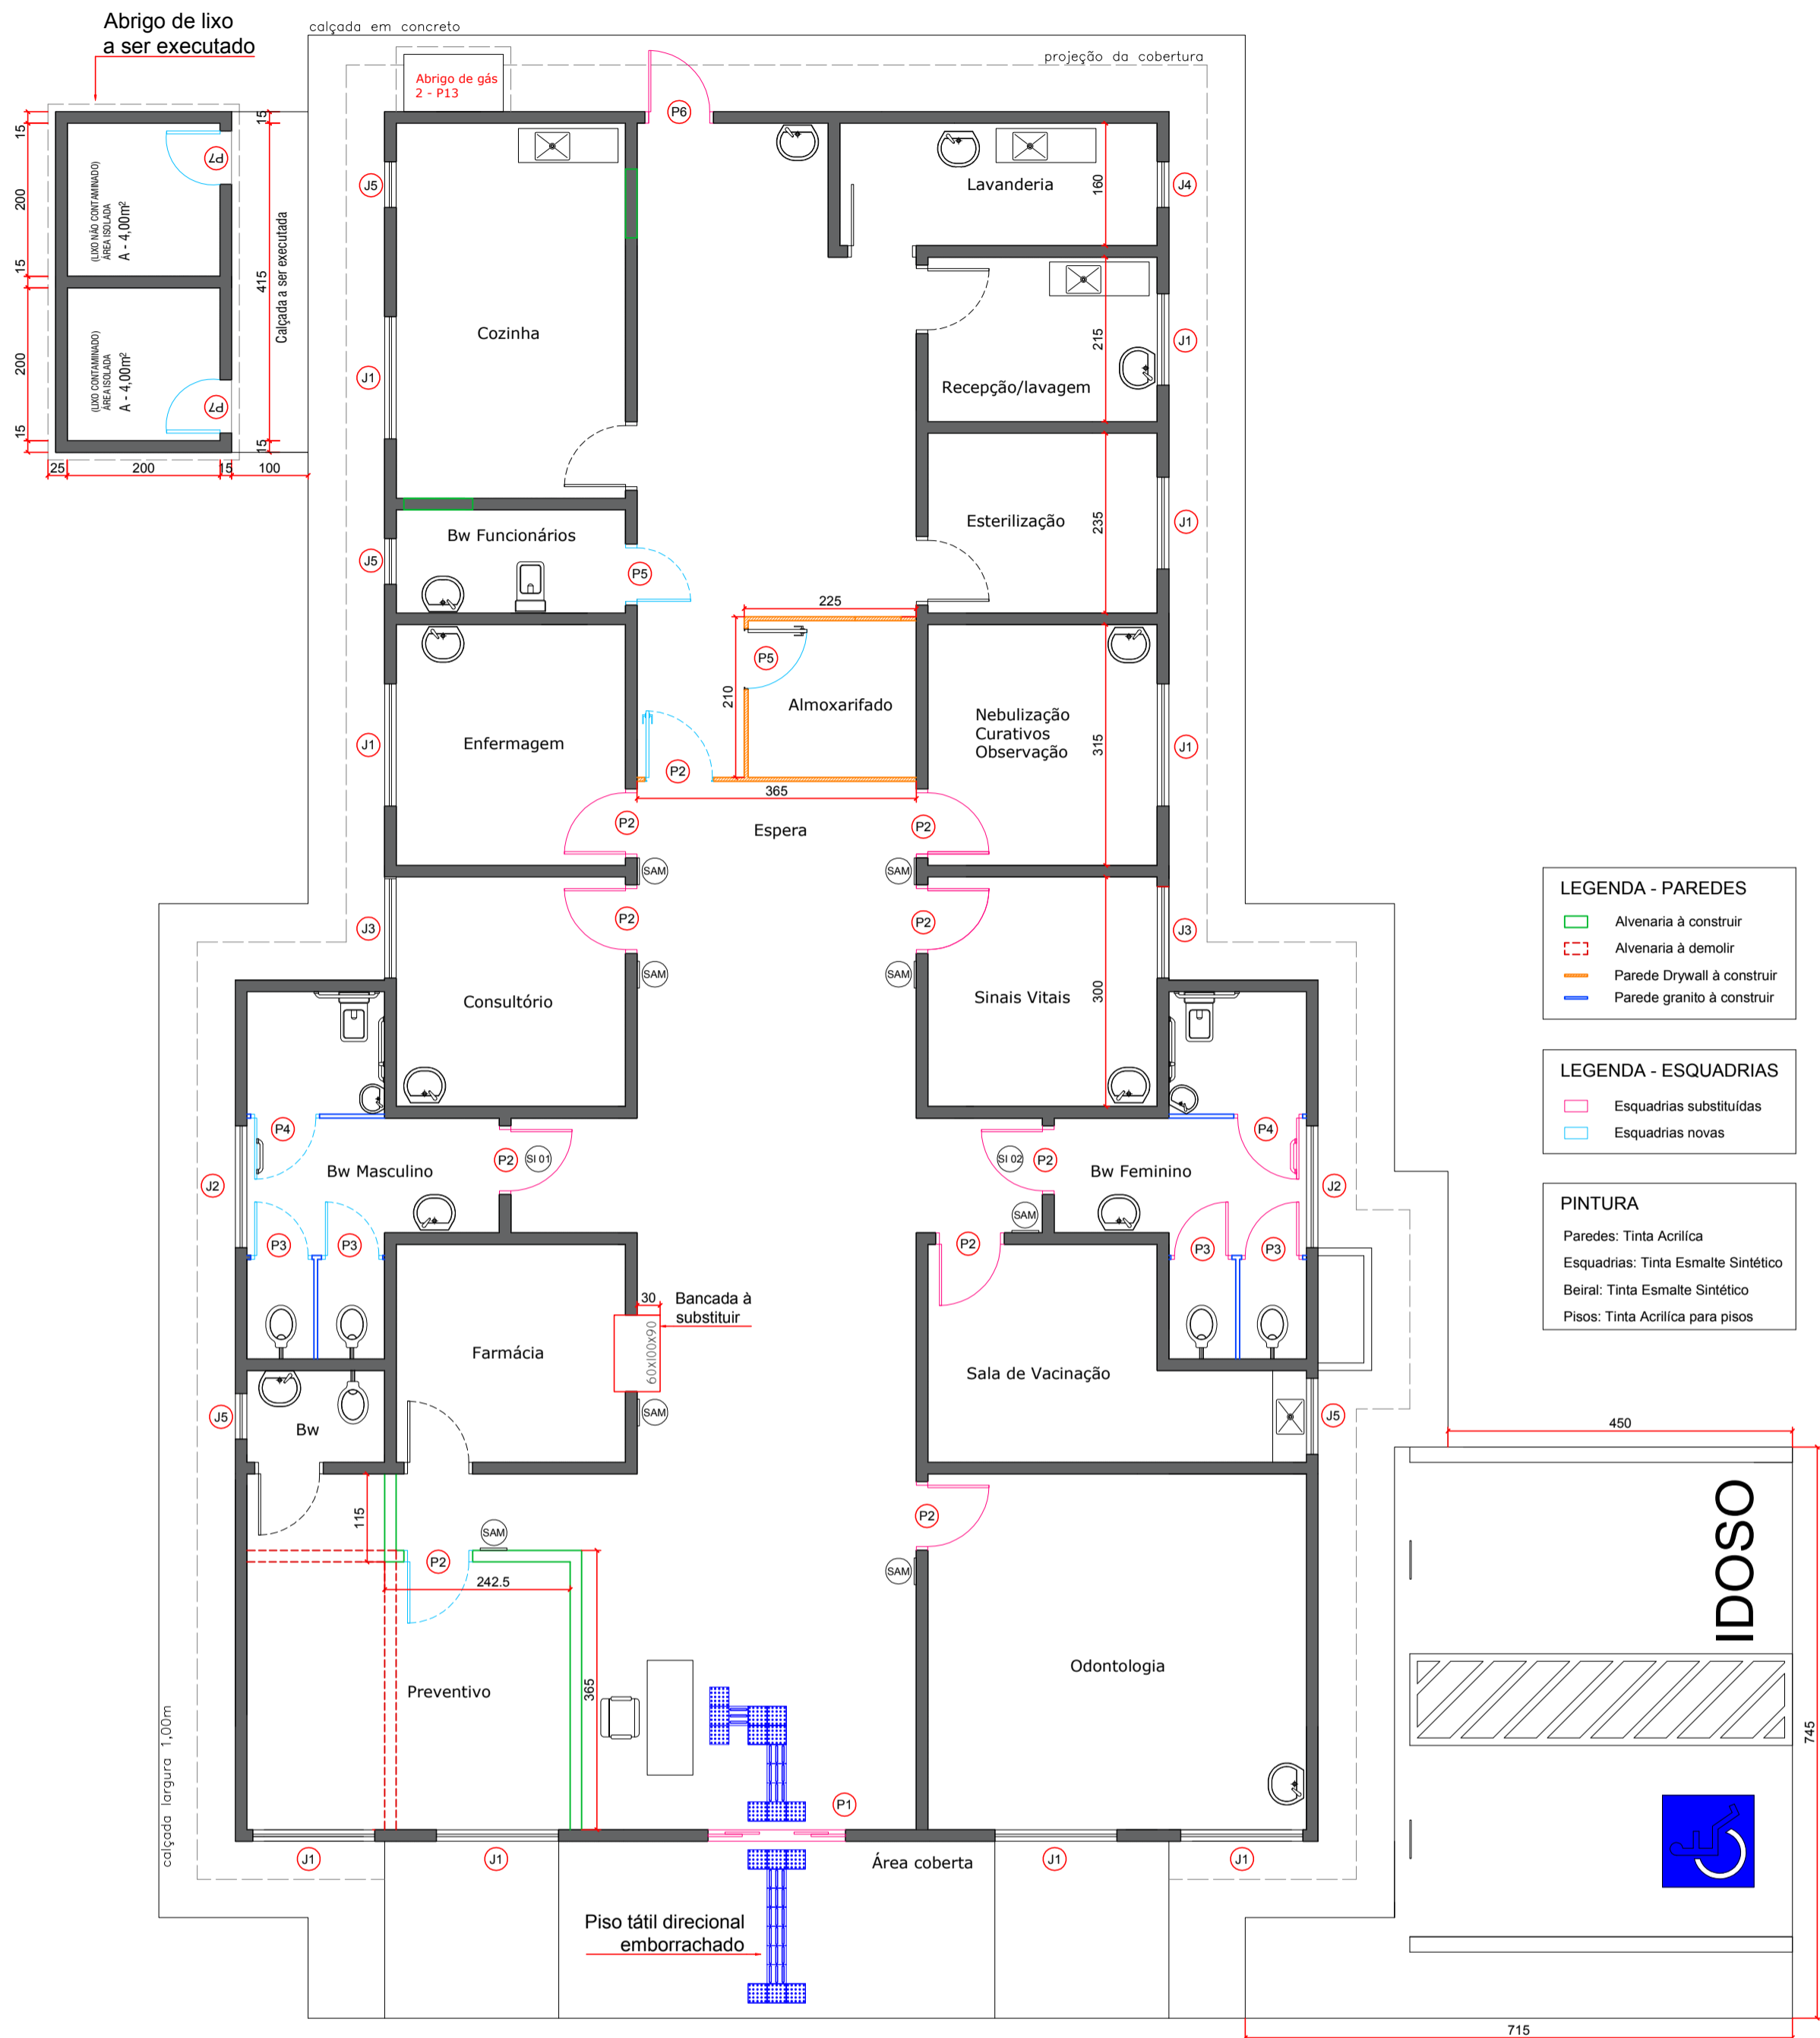 Abrigo de lixo
a ser executado
calçada em concreto
projeção da cobertura
Abrigo de gás
2 - P13
P6
15
15
200
(LIXO NÃO CONTAMINADO)
ÁREA ISOLADA
A - 4,00m²
P7
15
415
Calçada a ser executada
200
(LIXO CONTAMINADO)
ÁREA ISOLADA
A - 4,00m²
P7
15
15
25
200
15
100
J5
Lavanderia
160
J4
Cozinha
J1
215
J1
Recepção/lavagem
Bw Funcionários
J5
P5
Esterilização
235
J1
225
P5
210
Almoxarifado
Enfermagem
J1
P2
365
Nebulização
Curativos
Observação
315
J1
P2
Espera
P2
SAM
SAM
P2
P2
J3
J3
SAM
SAM
Consultório
Sinais Vitais
300
LEGENDA - PAREDES
Alvenaria à construir
Alvenaria à demolir
Parede Drywall à construir
Parede granito à construir
LEGENDA - ESQUADRIAS
Esquadrias substituídas
Esquadrias novas
PINTURA
Paredes: Tinta Acrílica
Esquadrias: Tinta Esmalte Sintético
Beiral: Tinta Esmalte Sintético
Pisos: Tinta Acrílica para pisos
P4
P4
Bw Masculino
P2
SI 01
SI 02
P2
Bw Feminino
J2
J2
SAM
P3
P3
P2
P3
P3
30
Bancada à
substituir
60x100x90
Farmácia
Sala de Vacinação
SAM
J5
Bw
J5
450
115
SAM
P2
P2
242.5
SAM
IDOSO
365
Preventivo
Odontologia
745
calçada largura 1,00m
P1
J1
J1
Área coberta
J1
J1
Piso tátil direcional
emborrachado
715